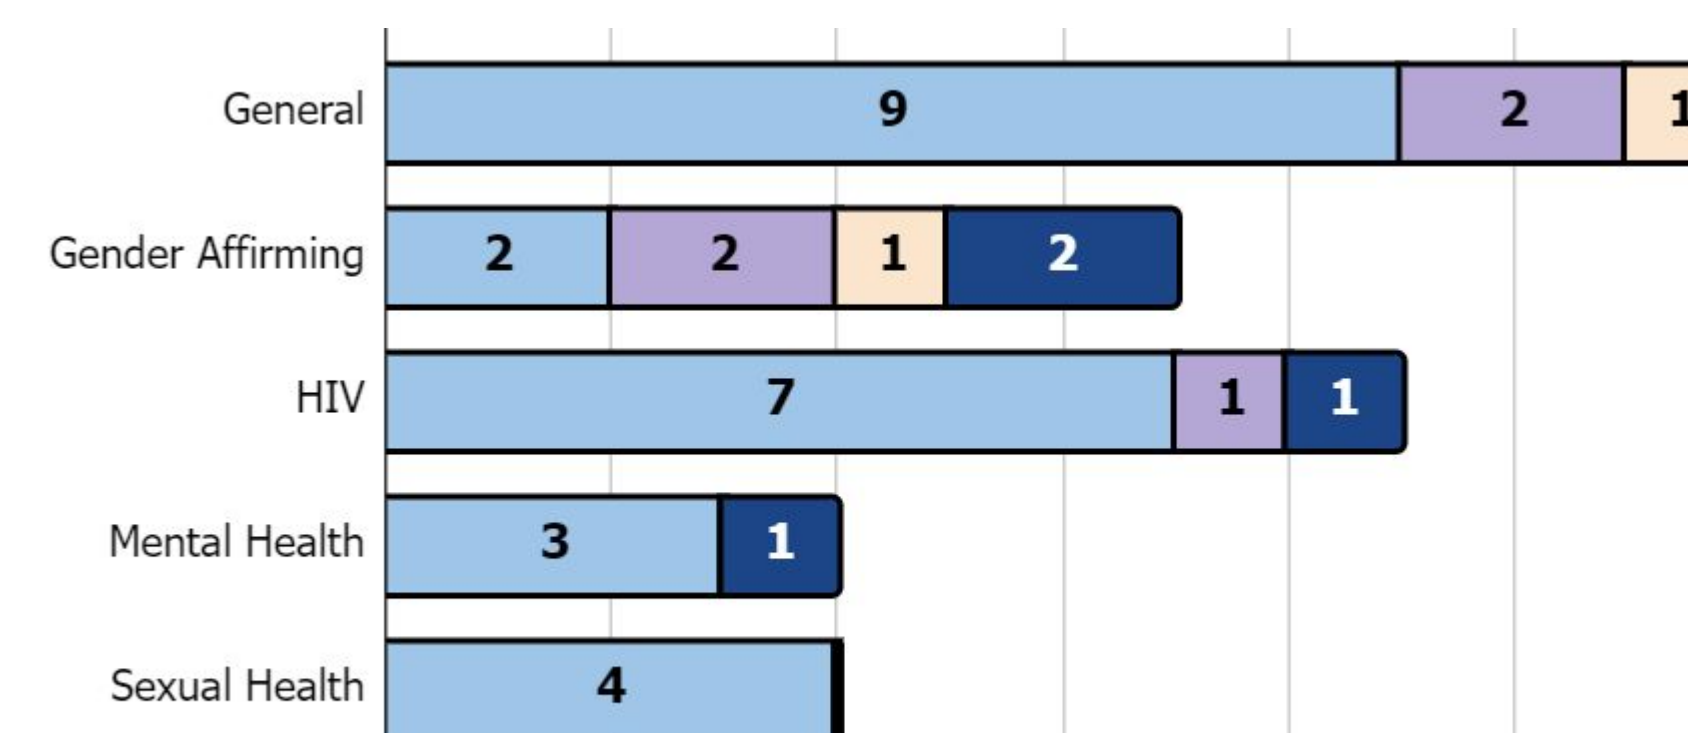 General 9 2 1
Gender Affirming 2 2 1 2
HIV 7 1 1
Mental Health 3 1
Sexual Health 4